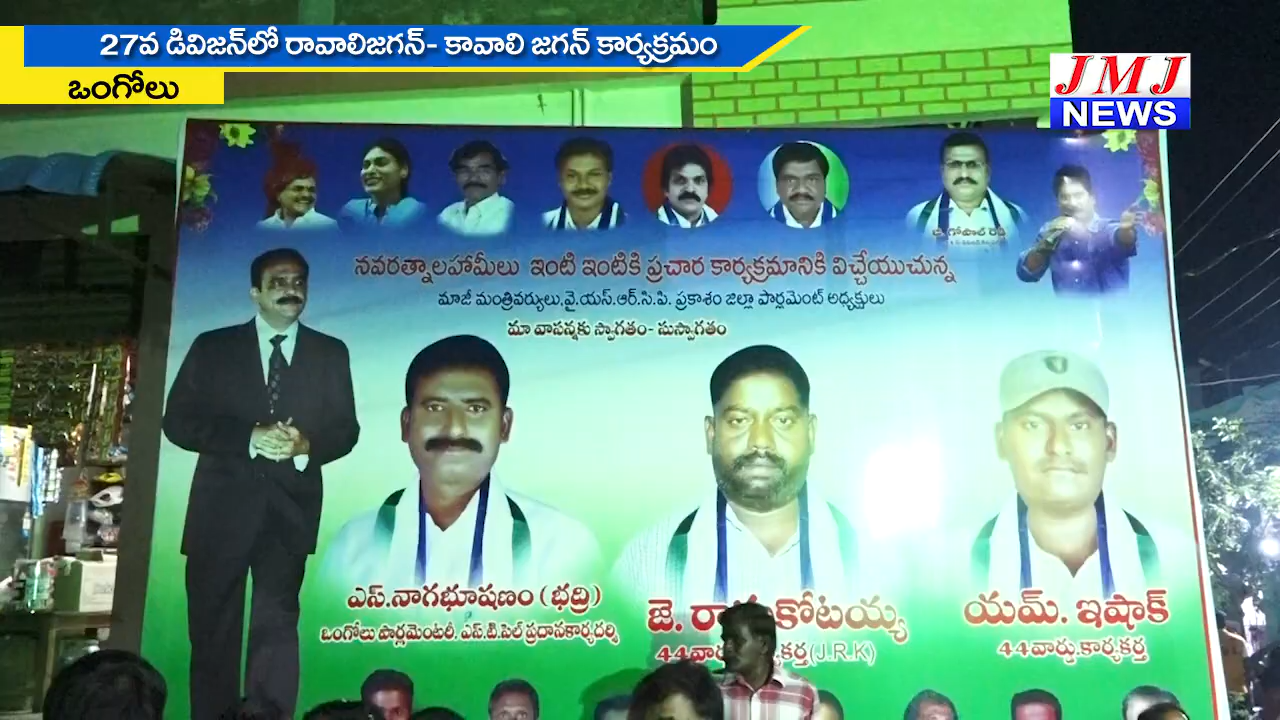 27వ డివిజన్‌లో రావాలిజగన్- కావాలి జగన్ కార్యక్రమం
ఒంగోలు
JMJ
NEWS
నవరత్నాలహామీలు ఇంటి ఇంటికి ప్రచార కార్యక్రమానికి విచ్చేయుచున్న
మాజీ మంత్రివర్యులు,వై.యస్.ఆర్.సి.పి. ప్రకాశం జిల్లా పార్లమెంట్ అధ్యక్షులు
మా వాసన్నకు స్వాగతం- సుస్వాగతం
ఎస్.నాగభూషణం (భద్రి)
ఒంగోలు పార్లమెంటరీ. ఎస్.టి.సెల్ ప్రధానకార్యదర్శి
జె. కోటయ్య
(J.R.K)
యమ్. ఇషాక్
44వార్డు.కార్యకర్త